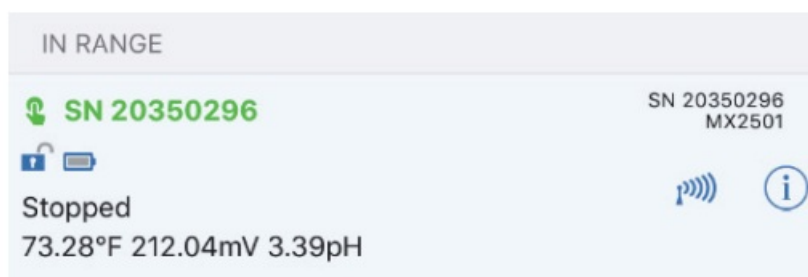 IN RANGE
SN 20350296
SN 20350296
MX2501
Stopped
73.28°F 212.04mV 3.39pH